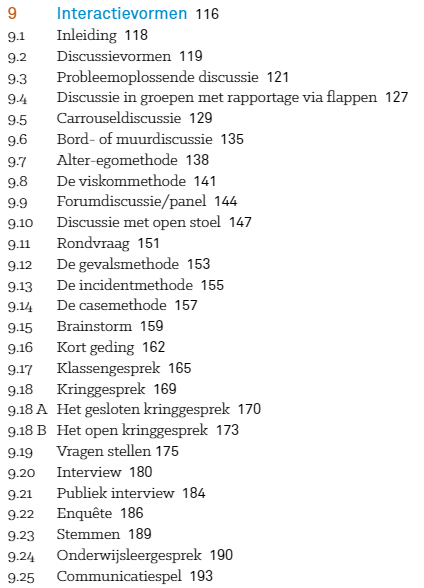 9 Interactievormen 116
9.1 Inleiding 118
9.2 Discussievormen 119
9.3 Probleemoplossende discussie 121
9.4 Discussie in groepen met rapportage via flappen 127
9.5 Carrouseldiscussie 129
9.6 Bord- of muurdiscussie 135
9.7 Alter-egomethode 138
9.8 De viskommethode 141
9.9 Forumdiscussie/panel 144
9.10 Discussie met open stoel 147
9.11 Rondvraag 151
9.12 De gevalsmethode 153
9.13 De incidentmethode 155
9.14 De casemethode 157
9.15 Brainstorm 159
9.16 Kort geding 162
9.17 Klassengesprek 165
9.18 Kringgesprek 169
9.18 A Het gesloten kringgesprek 170
9.18 B Het open kringgesprek 173
9.19 Vragen stellen 175
9.20 Interview 180
9.21 Publiek interview 184
9.22 Enquête 186
9.23 Stemmen 189
9.24 Onderwijsleergesprek 190
9.25 Communicatiespel 193